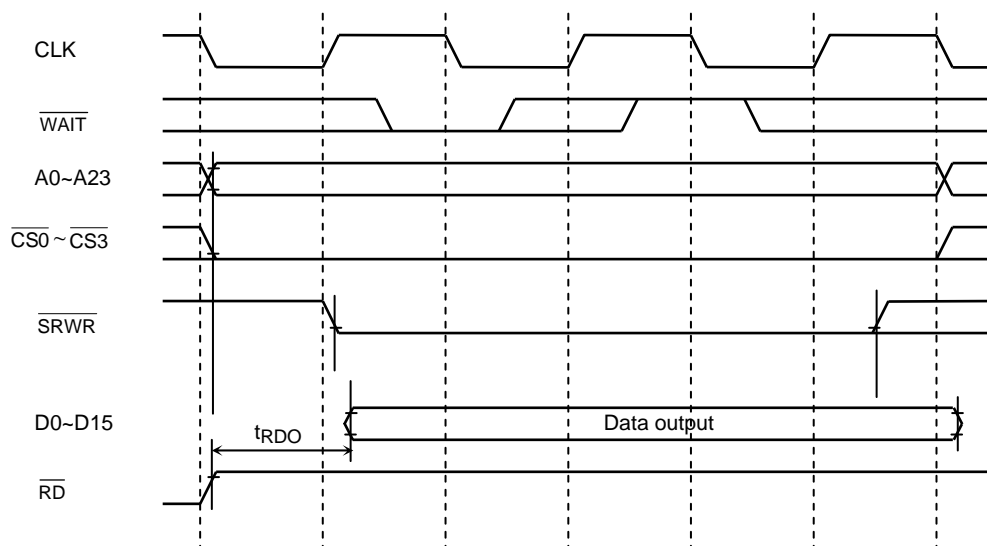 CLK
WAIT
A0~A23
CS0 ~ CS3
SRWR
D0~D15
Data output
tRDO
RD